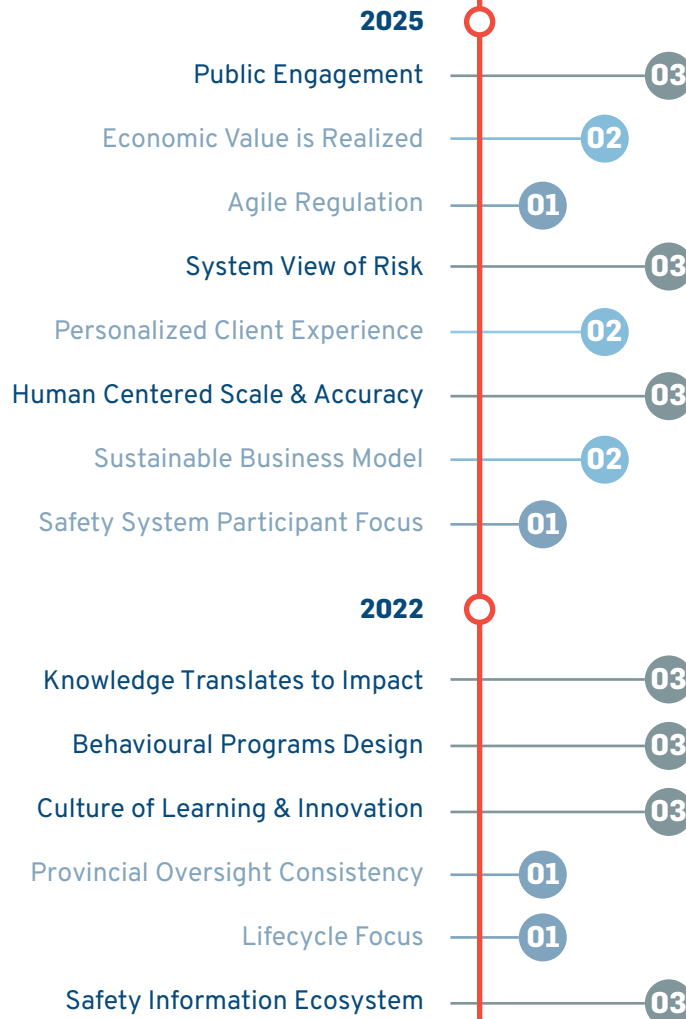 2025
Public Engagement 03
Economic Value is Realized 02
Agile Regulation 01
System View of Risk 03
Personalized Client Experience 02
Human Centered Scale & Accuracy 03
Sustainable Business Model 02
Safety System Participant Focus 01
2022
Knowledge Translates to Impact 03
Behavioural Programs Design 03
Culture of Learning & Innovation 03
Provincial Oversight Consistency 01
Lifecycle Focus 01
Safety Information Ecosystem 03